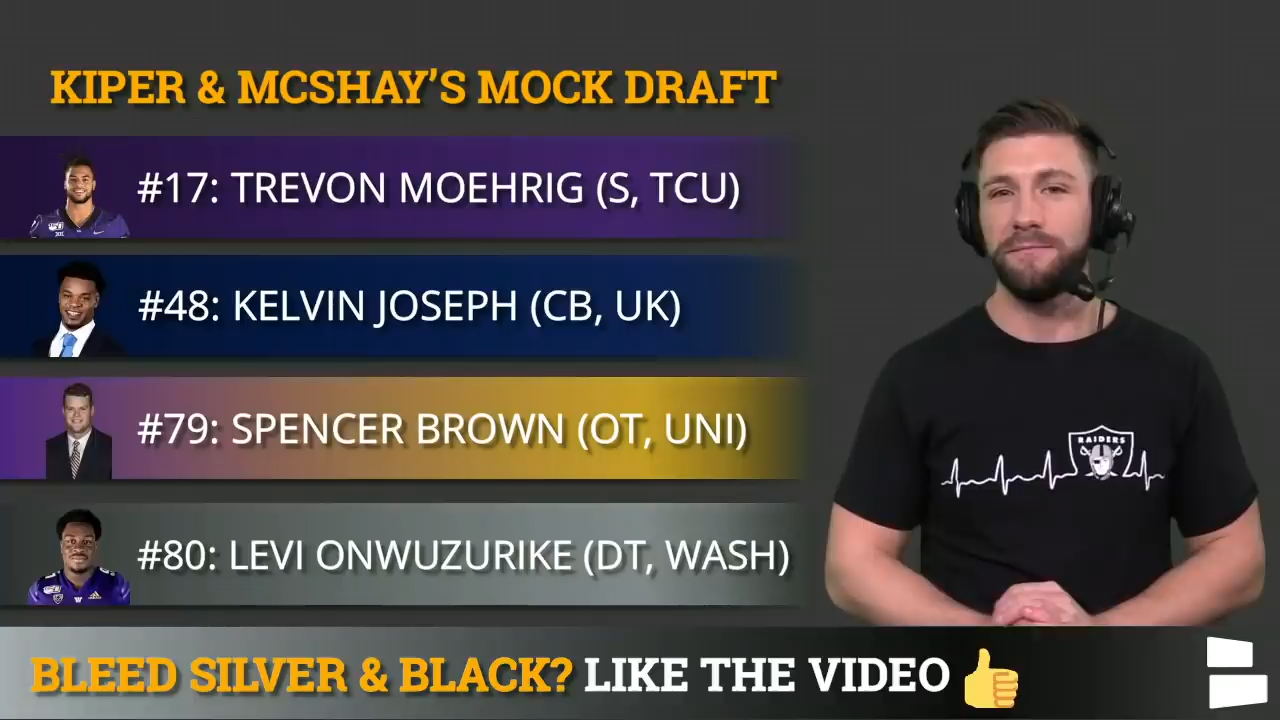 KIPER & MCSHAY'S MOCK DRAFT
#17: TREVON MOEHRIG (S, TCU)
#48: KELVIN JOSEPH (CB, UK)
#79: SPENCER BROWN (OT, UNI)
#80: LEVI ONWUZURIKE (DT, WASH)
RAIDERS
BLEED SILVER & BLACK? LIKE THE VIDEO